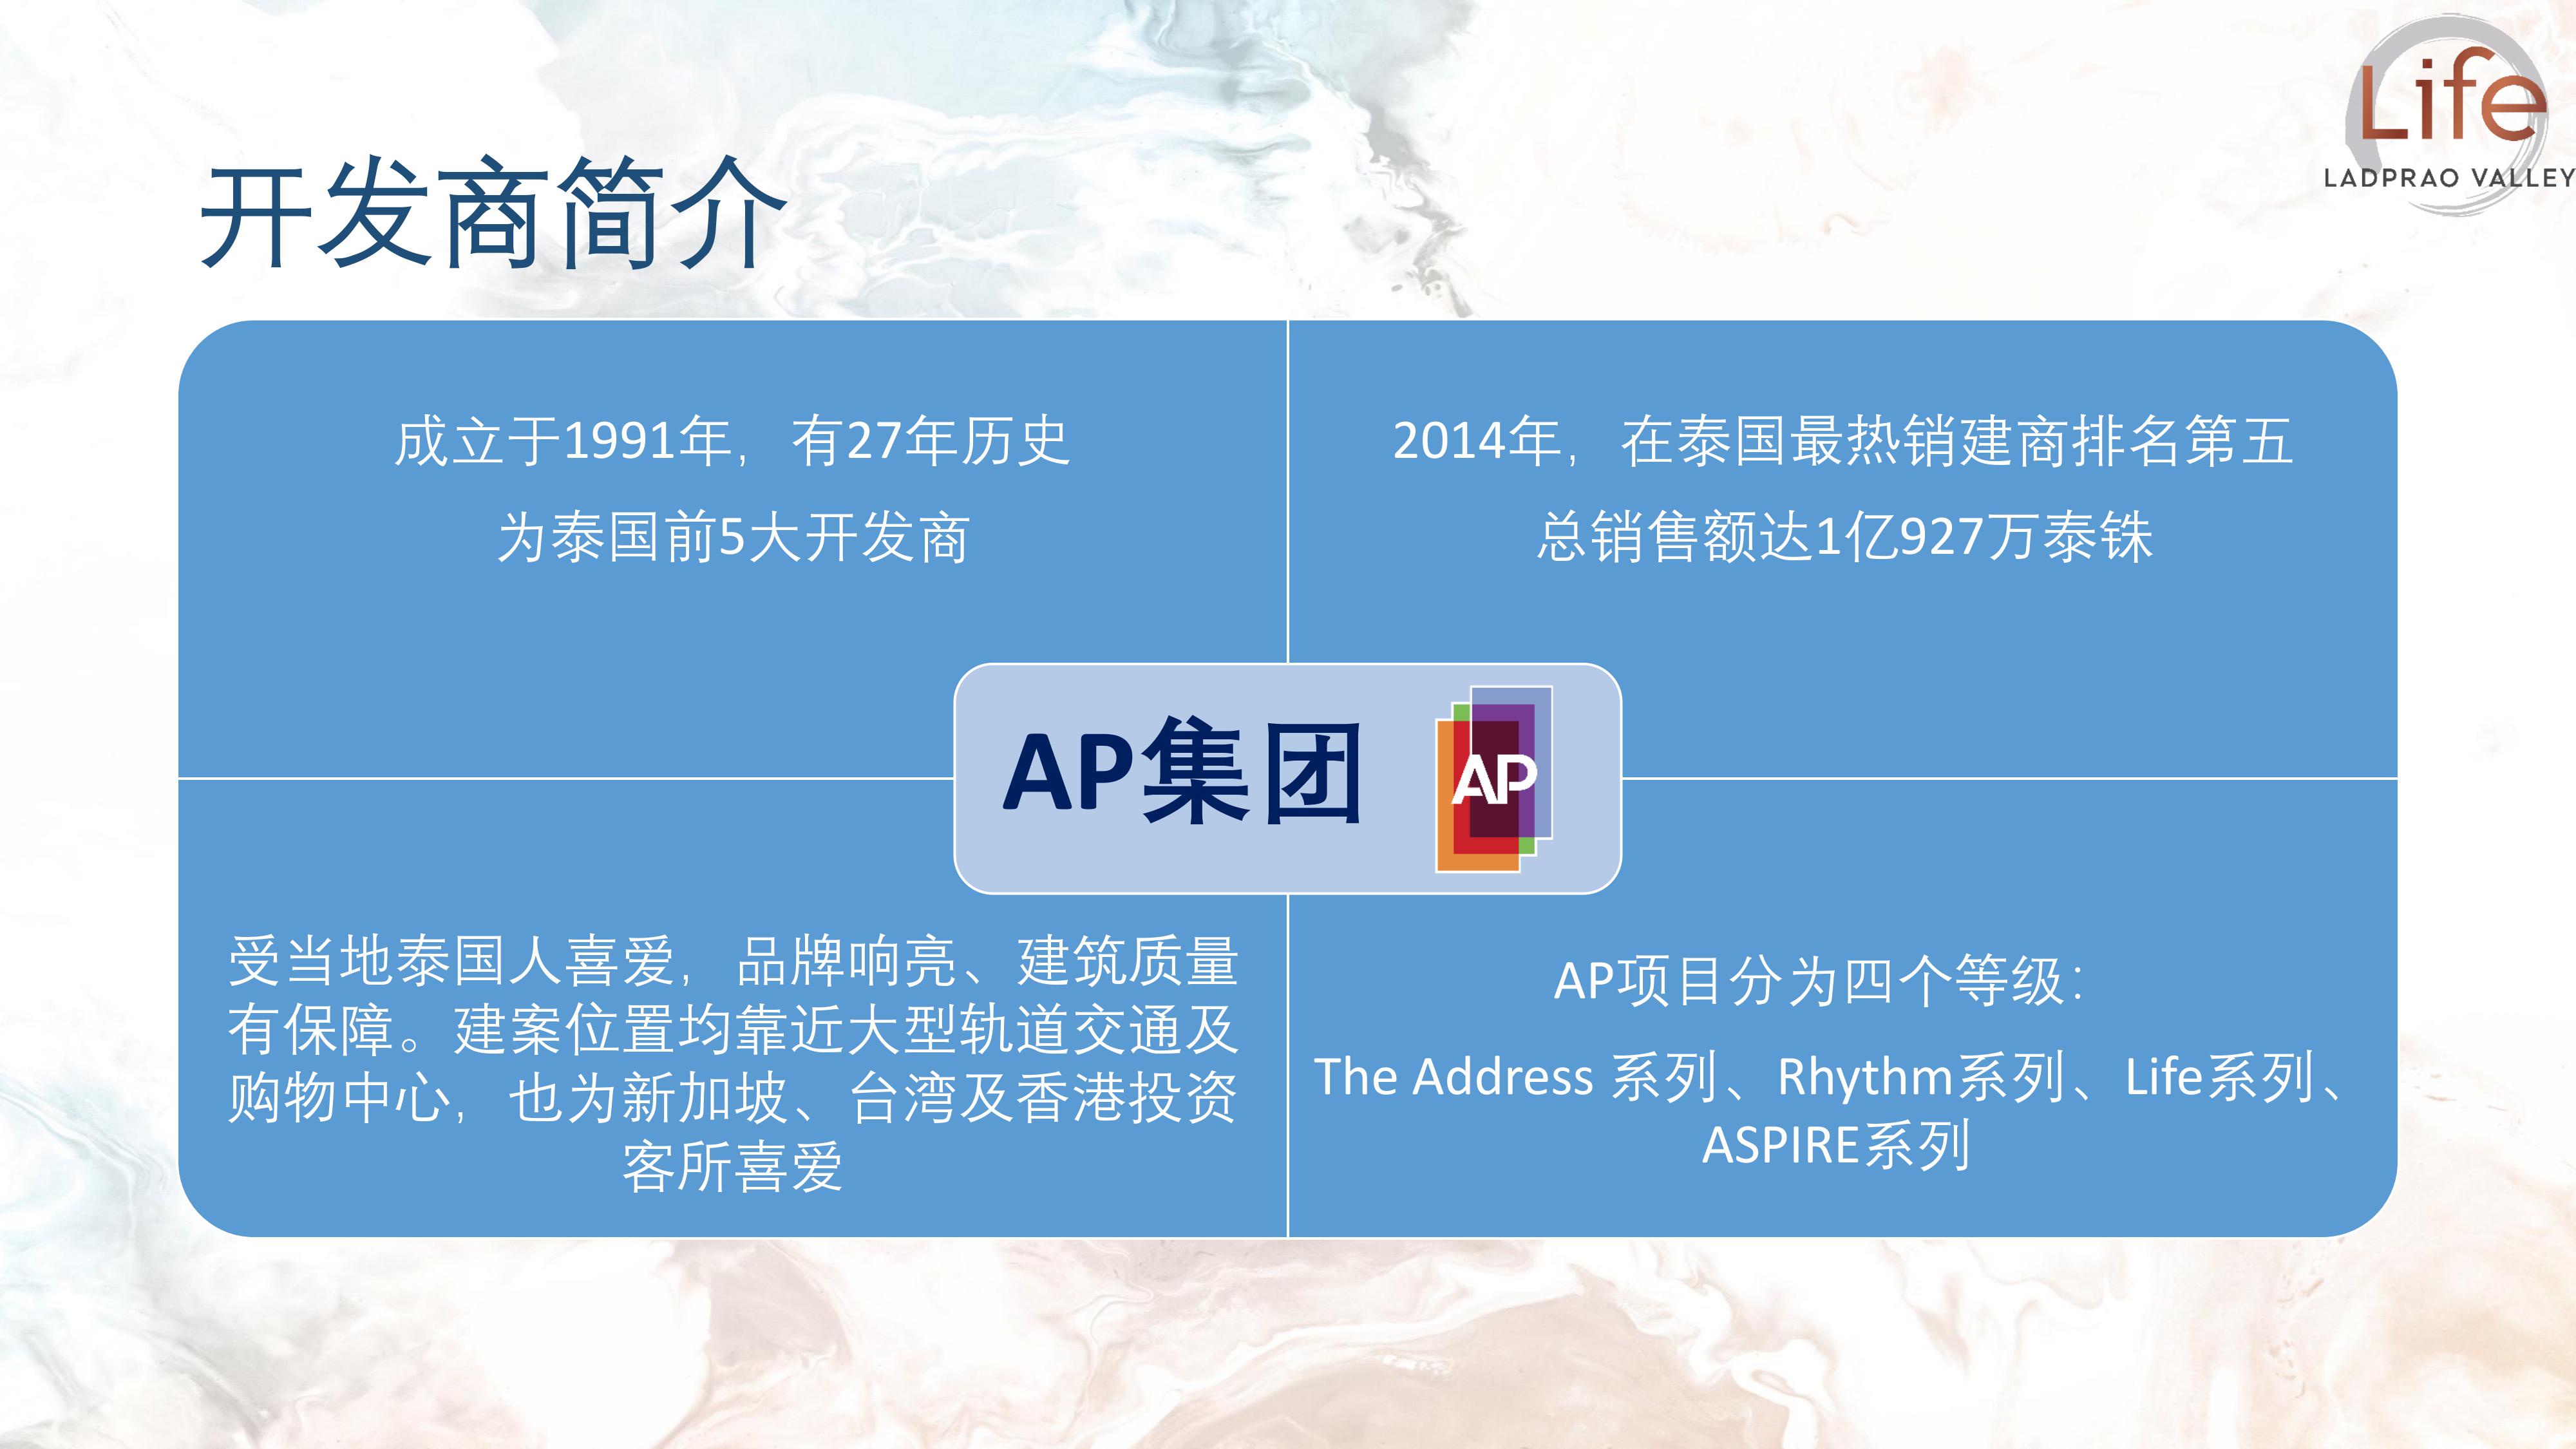 Life
LADPRAO VALLEY
开发商简介
成立于1991年，有27年历史
为泰国前5大开发商
2014年，在泰国最热销建商排名第五
总销售额达1亿927万泰铢
AP集团
AP
受当地泰国人喜爱，品牌响亮、建筑质量
有保障。建案位置均靠近大型轨道交通及
购物中心，也为新加坡、台湾及香港投资
客所喜爱
AP项目分为四个等级：
The Address 系列、Rhythm系列、Life系列、
ASPIRE系列